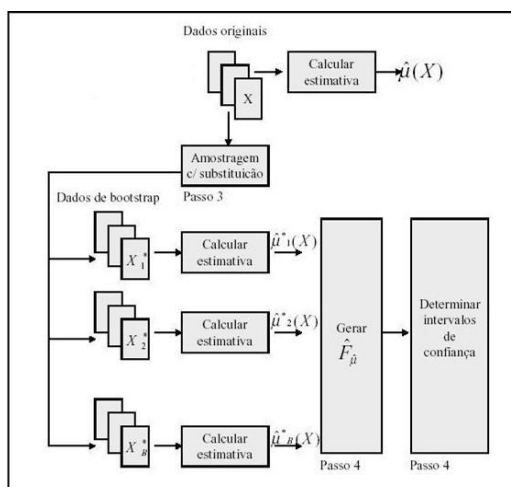 Dados originais
X
Calcular
estimativa
μ̂(X)
Amostragem
c/ substituicão
Passo 3
Dados de bootstrap
X*1
Calcular
estimativa
μ̂*1(X)
X*2
Calcular
estimativa
μ̂*2(X)
X*B
Calcular
estimativa
μ̂*B(X)
Gerar
F̂μ̂
Passo 4
Determinar
intervalos
de
confiança
Passo 4